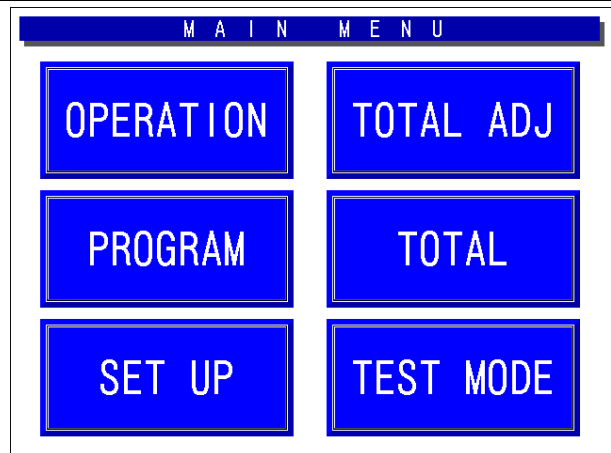 MAIN MENU
OPERATION
TOTAL ADJ
PROGRAM
TOTAL
SET UP
TEST MODE